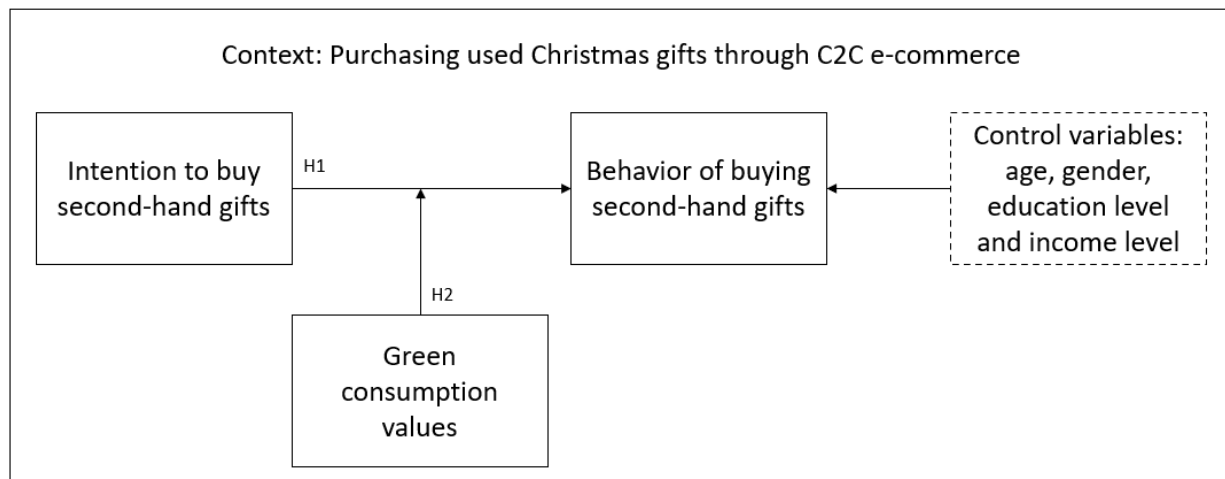 Context: Purchasing used Christmas gifts through C2C e-commerce
Intention to buy
second-hand gifts
H1
Behavior of buying
second-hand gifts
Control variables:
age, gender,
education level
and income level
H2
Green
consumption
values